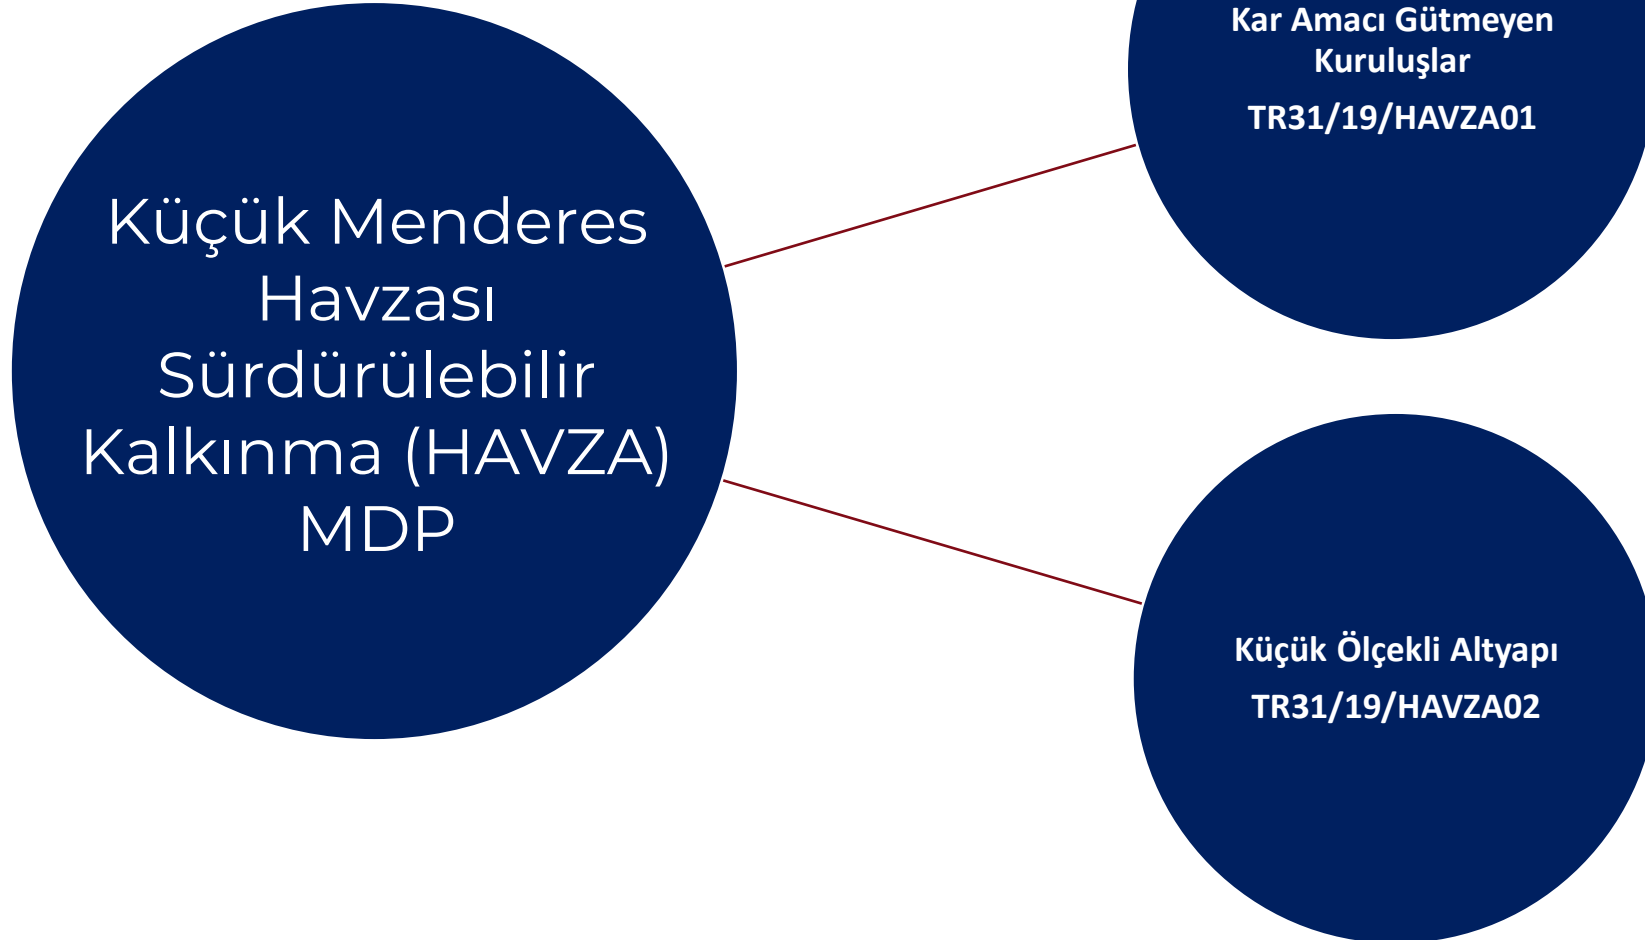 Küçük Menderes
Havzası
Sürdürülebilir
Kalkınma (HAVZA)
MDP
Kar Amacı Gütmeyen
Kuruluşlar
TR31/19/HAVZA01
Küçük Ölçekli Altyapı
TR31/19/HAVZA02